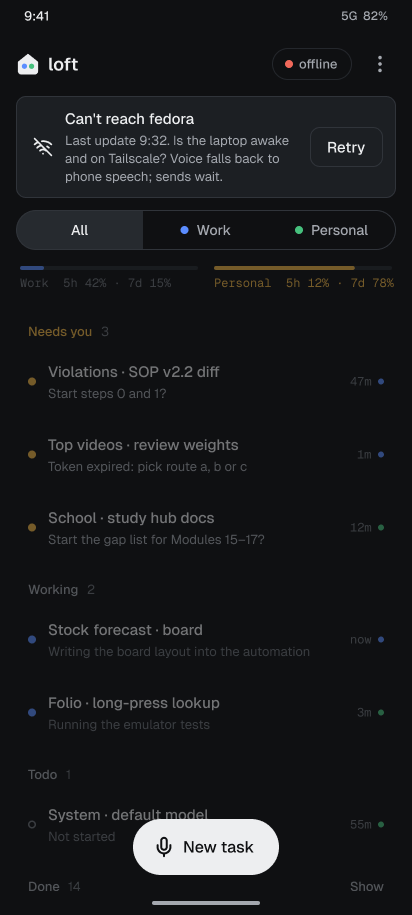 9:41
5G 82%
loft
offline
Can't reach fedora
Last update 9:32. Is the laptop awake
and on Tailscale? Voice falls back to
phone speech; sends wait.
Retry
All
Work
Personal
Work 5h 42% · 7d 15%
Personal 5h 12% · 7d 78%
Needs you 3
Violations · SOP v2.2 diff
Start steps 0 and 1?
47m
Top videos · review weights
Token expired: pick route a, b or c
1m
School · study hub docs
Start the gap list for Modules 15–17?
12m
Working 2
Stock forecast · board
Writing the board layout into the automation
now
Folio · long-press lookup
Running the emulator tests
3m
Todo 1
System · default model
Not started
55m
New task
Done 14
Show